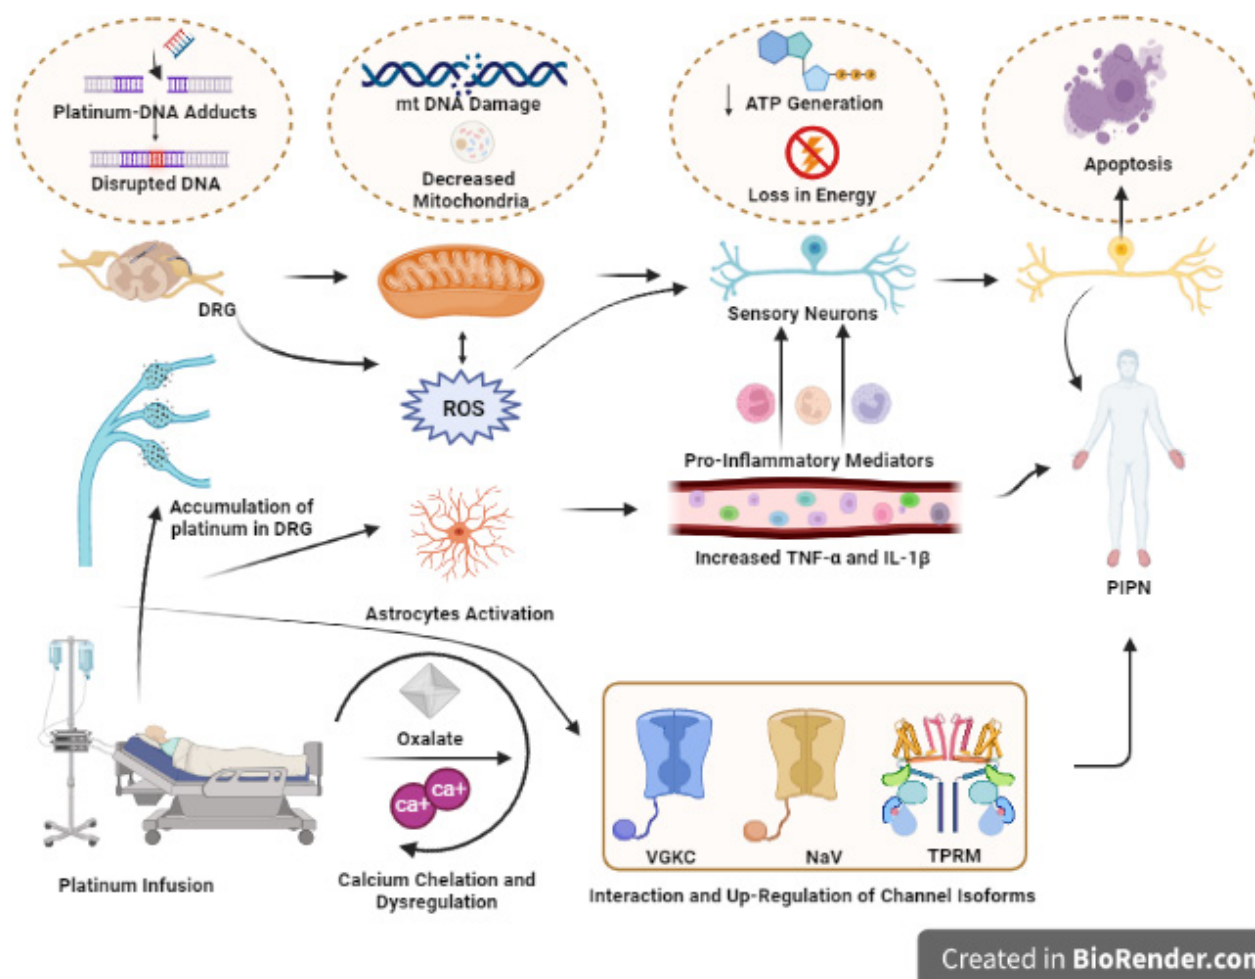 Platinum-DNA Adducts
Disrupted DNA
mt DNA Damage
Decreased
Mitochondria
ATP Generation
Loss in Energy
Apoptosis
DRG
Sensory Neurons
ROS
Pro-Inflammatory Mediators
Accumulation of
platinum in DRG
Increased TNF-α and IL-1β
PIPN
Astrocytes Activation
Oxalate
ca+
ca+
VGKC
NaV
TPRM
Platinum Infusion
Calcium Chelation and
Dysregulation
Interaction and Up-Regulation of Channel Isoforms
Created in BioRender.com